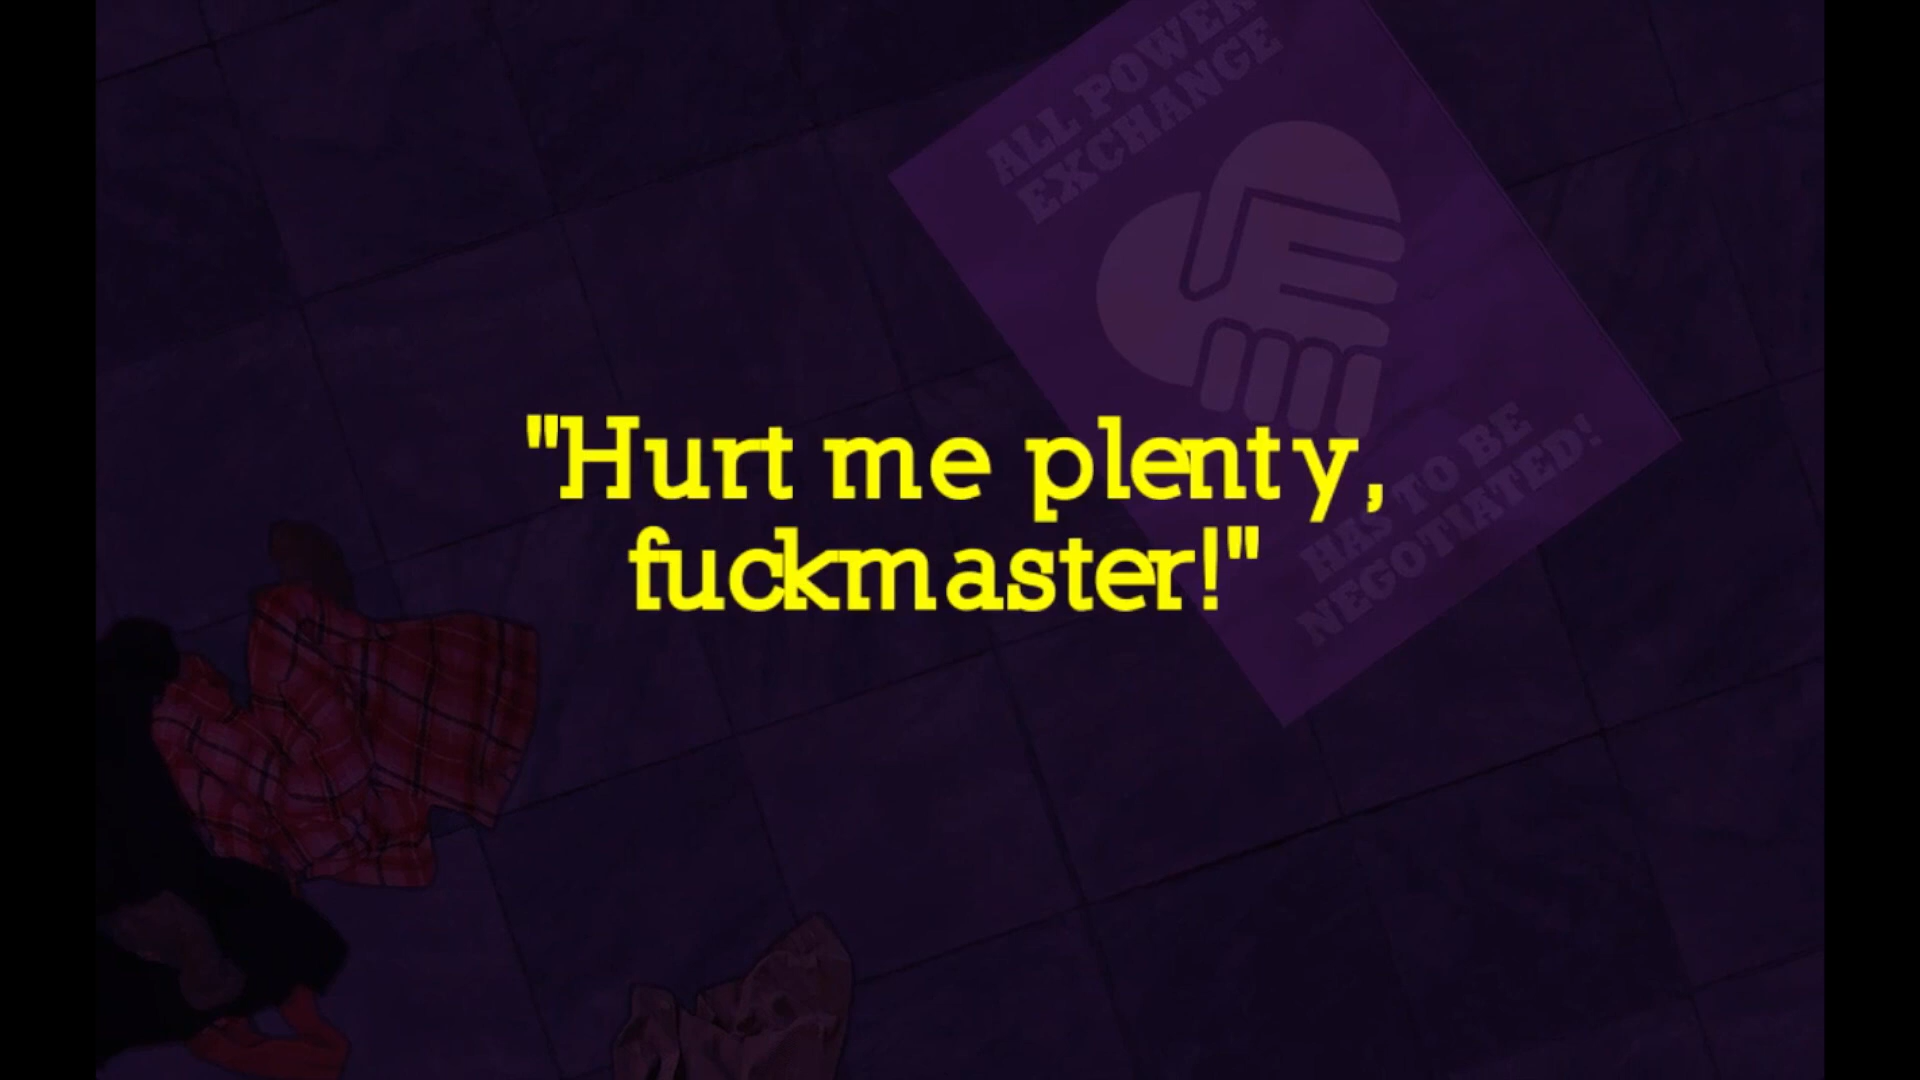 ALL POWER
EXCHANGE
"Hurt me plenty,
fuckmaster!"
HAS TO BE
NEGOTIATED!